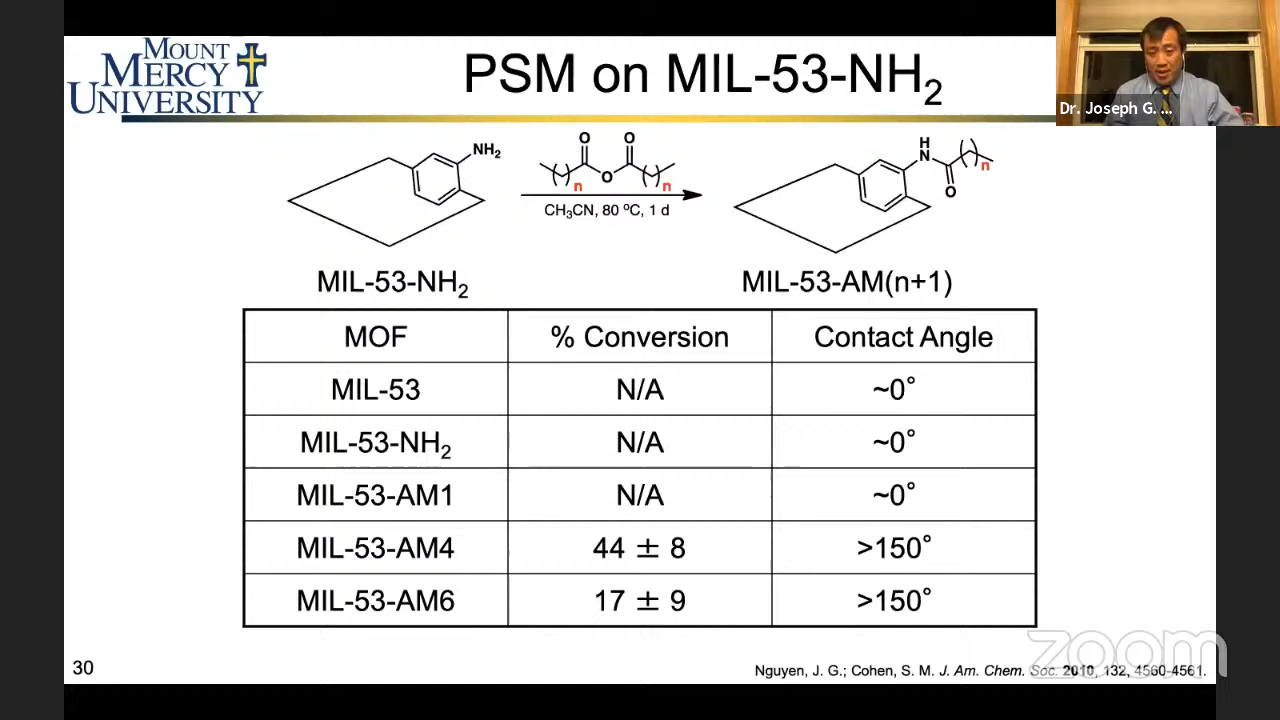 MOUNT
MERCY
UNIVERSITY
PSM on MIL-53-NH2
Dr. Joseph G. ...
NH2
O O
O
n n
CH3CN, 80 °C, 1 d
H
N
n
O
MIL-53-NH2
MIL-53-AM(n+1)
MOF % Conversion Contact Angle
MIL-53 N/A ~0°
MIL-53-NH2 N/A ~0°
MIL-53-AM1 N/A ~0°
MIL-53-AM4 44 ± 8 >150°
MIL-53-AM6 17 ± 9 >150°
zoom
30
Nguyen, J. G.; Cohen, S. M. J. Am. Chem. Soc. 2010, 132, 4560-4561.